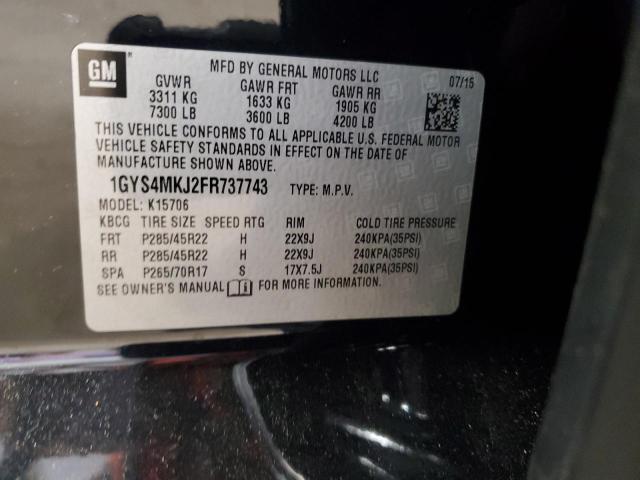 GM
MFD BY GENERAL MOTORS LLC
07/15
GVWR GAWR FRT GAWR RR
3311 KG 1633 KG 1905 KG
7300 LB 3600 LB 4200 LB
THIS VEHICLE CONFORMS TO ALL APPLICABLE U.S. FEDERAL MOTOR
VEHICLE SAFETY STANDARDS IN EFFECT ON THE DATE OF
MANUFACTURE SHOWN ABOVE.
1GYS4MKJ2FR737743 TYPE: M.P.V.
MODEL: K15706
KBCG TIRE SIZE SPEED RTG RIM COLD TIRE PRESSURE
FRT P285/45R22 H 22X9J 240KPA(35PSI)
RR P285/45R22 H 22X9J 240KPA(35PSI)
SPA P265/70R17 S 17X7.5J 240KPA(35PSI)
SEE OWNER'S MANUAL FOR MORE INFORMATION.